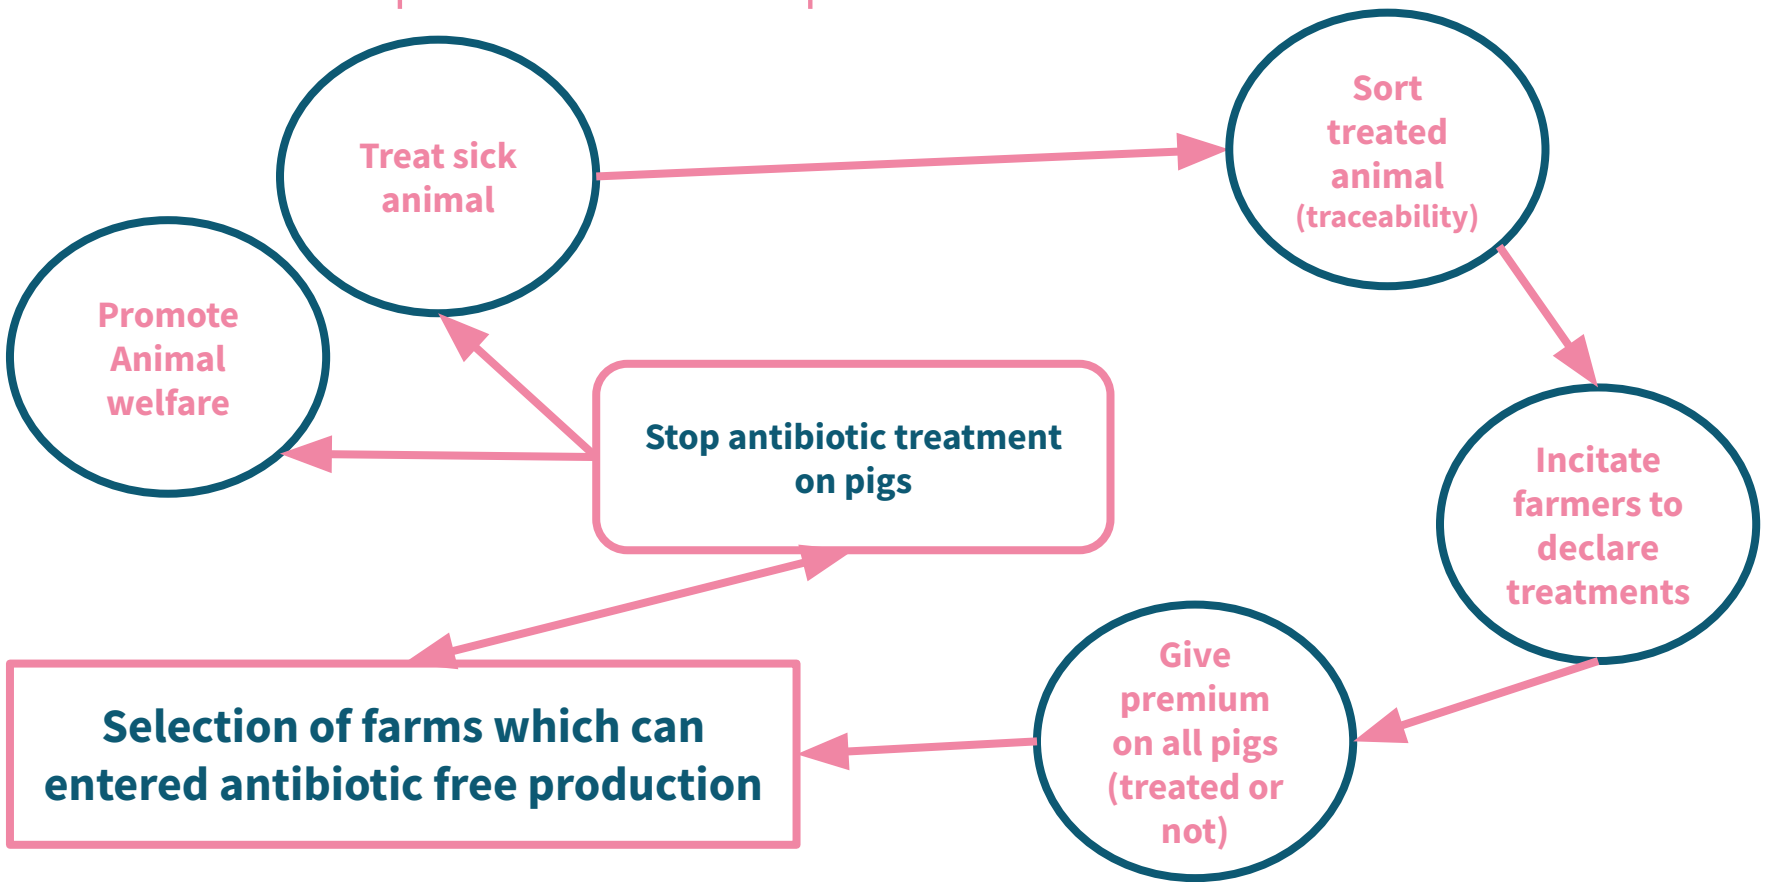 Treat sick
animal
Sort
treated
animal
(traceability)
Promote
Animal
welfare
Stop antibiotic treatment
on pigs
Incitate
farmers to
declare
treatments
Give
premium
on all pigs
(treated or
not)
Selection of farms which can
entered antibiotic free production